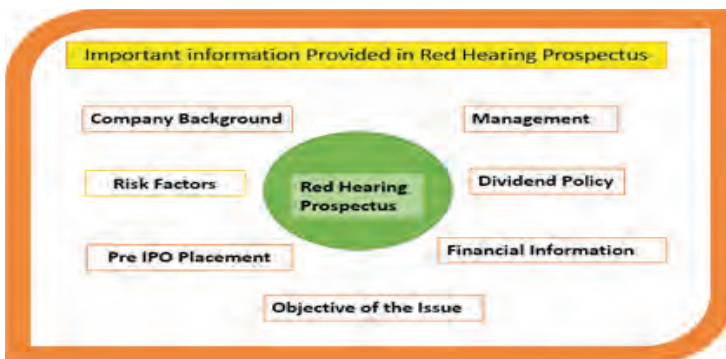 Important information Provided in Red Hearing Prospectus
Company Background
Management
Risk Factors
Red Hearing
Prospectus
Dividend Policy
Pre IPO Placement
Financial Information
Objective of the Issue